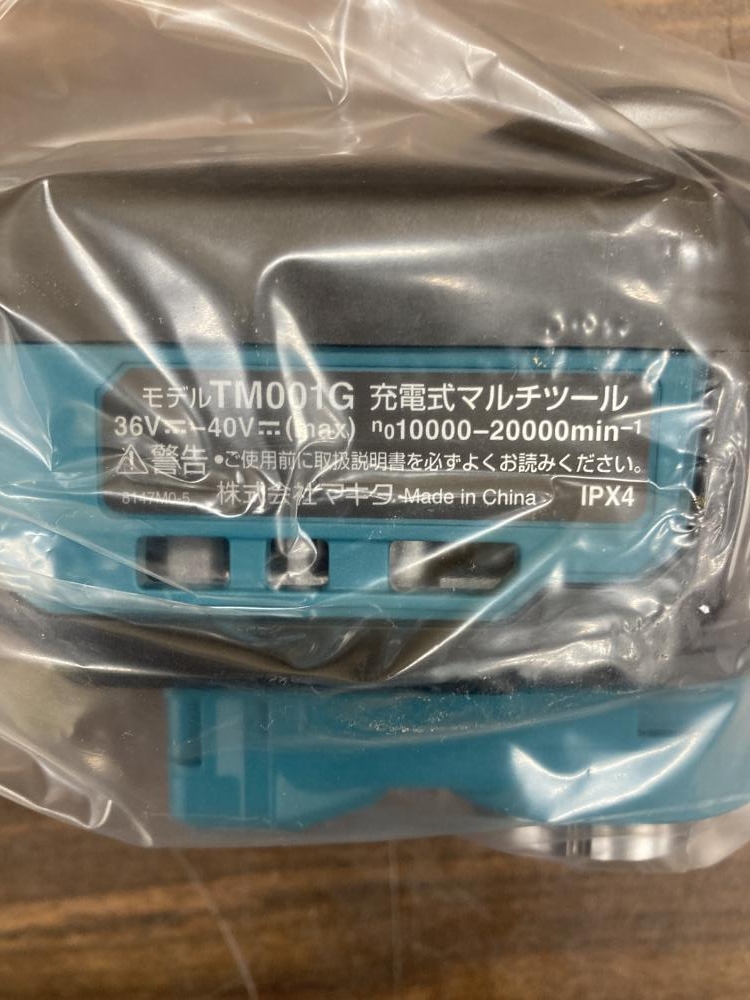 モデルTM001G 充電式マルチツール
36V⎓–40V⎓(max) n₀10000–20000min⁻¹
⚠警告 •ご使用前に取扱説明書を必ずよくお読みください。
8147M0-5 株式会社マキタ Made in China IPX4